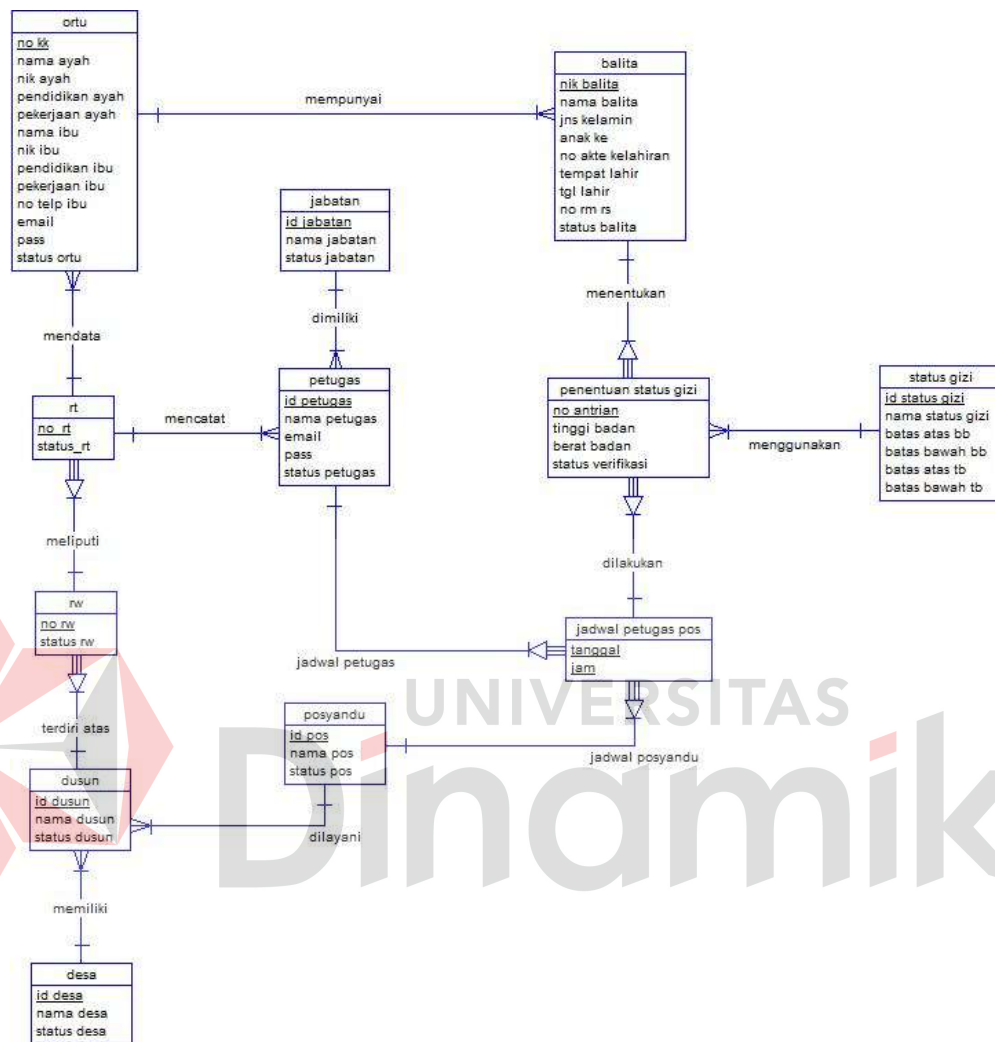 ortu
no kk
nama ayah
nik ayah
pendidikan ayah
pekerjaan ayah
nama ibu
nik ibu
pendidikan ibu
pekerjaan ibu
no telp ibu
email
pass
status ortu
mempunyai
balita
nik balita
nama balita
jns kelamin
anak ke
no akte kelahiran
tempat lahir
tgl lahir
no rm rs
status balita
jabatan
id jabatan
nama jabatan
status jabatan
mendata
dimiliki
menentukan
rt
no_rt
status_rt
mencatat
petugas
id petugas
nama petugas
email
pass
status petugas
penentuan status gizi
no antrian
tinggi badan
berat badan
status verifikasi
menggunakan
status gizi
id status gizi
nama status gizi
batas atas bb
batas bawah bb
batas atas tb
batas bawah tb
meliputi
dilakukan
rw
no rw
status rw
jadwal petugas
jadwal petugas pos
tanggal
jam
terdiri atas
posyandu
id pos
nama pos
status pos
jadwal posyandu
dusun
id dusun
nama dusun
status dusun
dilayani
memiliki
desa
id desa
nama desa
status desa
UNIVERSITAS
Dinamik